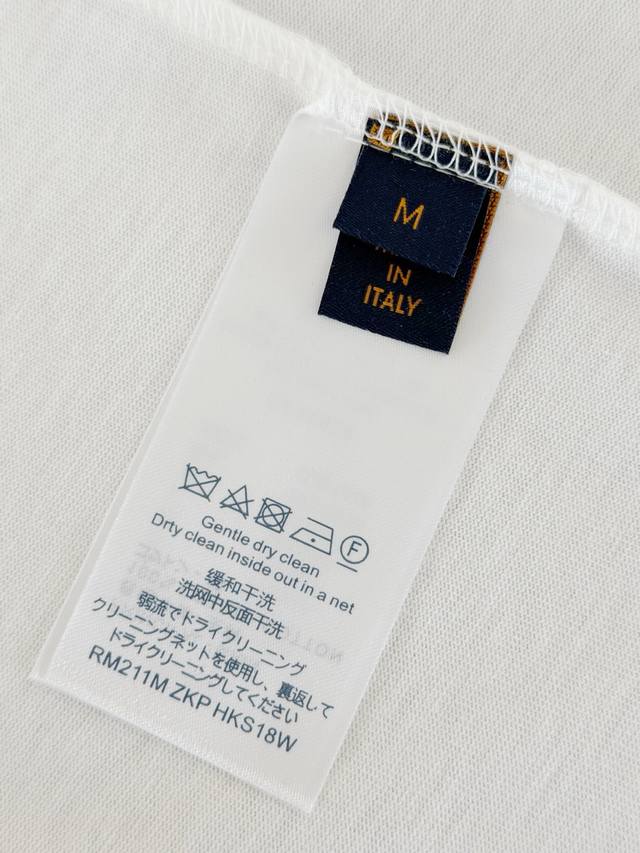 M
IN
ITALY
Gentle dry clean
Drty clean inside out in a net
缓和干洗
洗网中反面干洗
弱流でドライクリーニング
クリーニングネットを使用し、裏返して
ドライクリーニングしてください
RM211M ZKP HKS18W